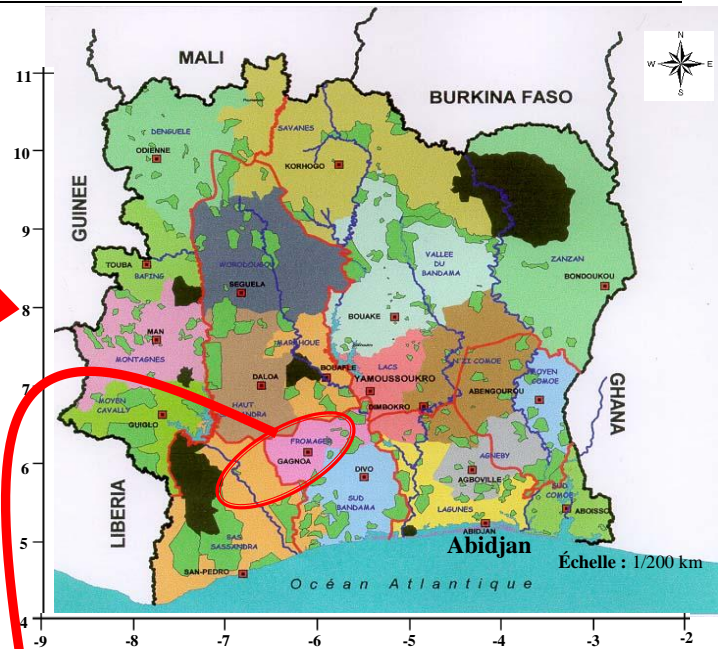 MALI
N
W E
S
11
BURKINA FASO
DENGUELE
SAVANES
ODIENNE
10
KORHOGO
GUINEE
9
VALLEE
DU
BANDAMA
ZANZAN
TOUBA
BAFING
WORODOUGOU
BONDOUKOU
SEGUELA
8
BOUAKE
MAN
MARAHOUE
MONTAGNES
LACS
N'ZI COMOE
MOYEN
COMOE
BOUAFLE
DALOA
YAMOUSSOUKRO
7
ABENGOUROU
MOYEN
CAVALLY
HAUT
SASSANDRA
DIMBOKRO
GHANA
GUIGLO
FROMAGER
GAGNOA
AGNEBY
6
DIVO
AGBOVILLE
SUD
BANDAMA
SUD
COMOE
LIBERIA
LAGUNES
ABOISSO
5
SAS
SASSANDRA
ABIDJAN
Abidjan
Échelle : 1/200 km
SAN-PEDRO
Océan Atlantique
4
-9 -8 -7 -6 -5 -4 -3 -2